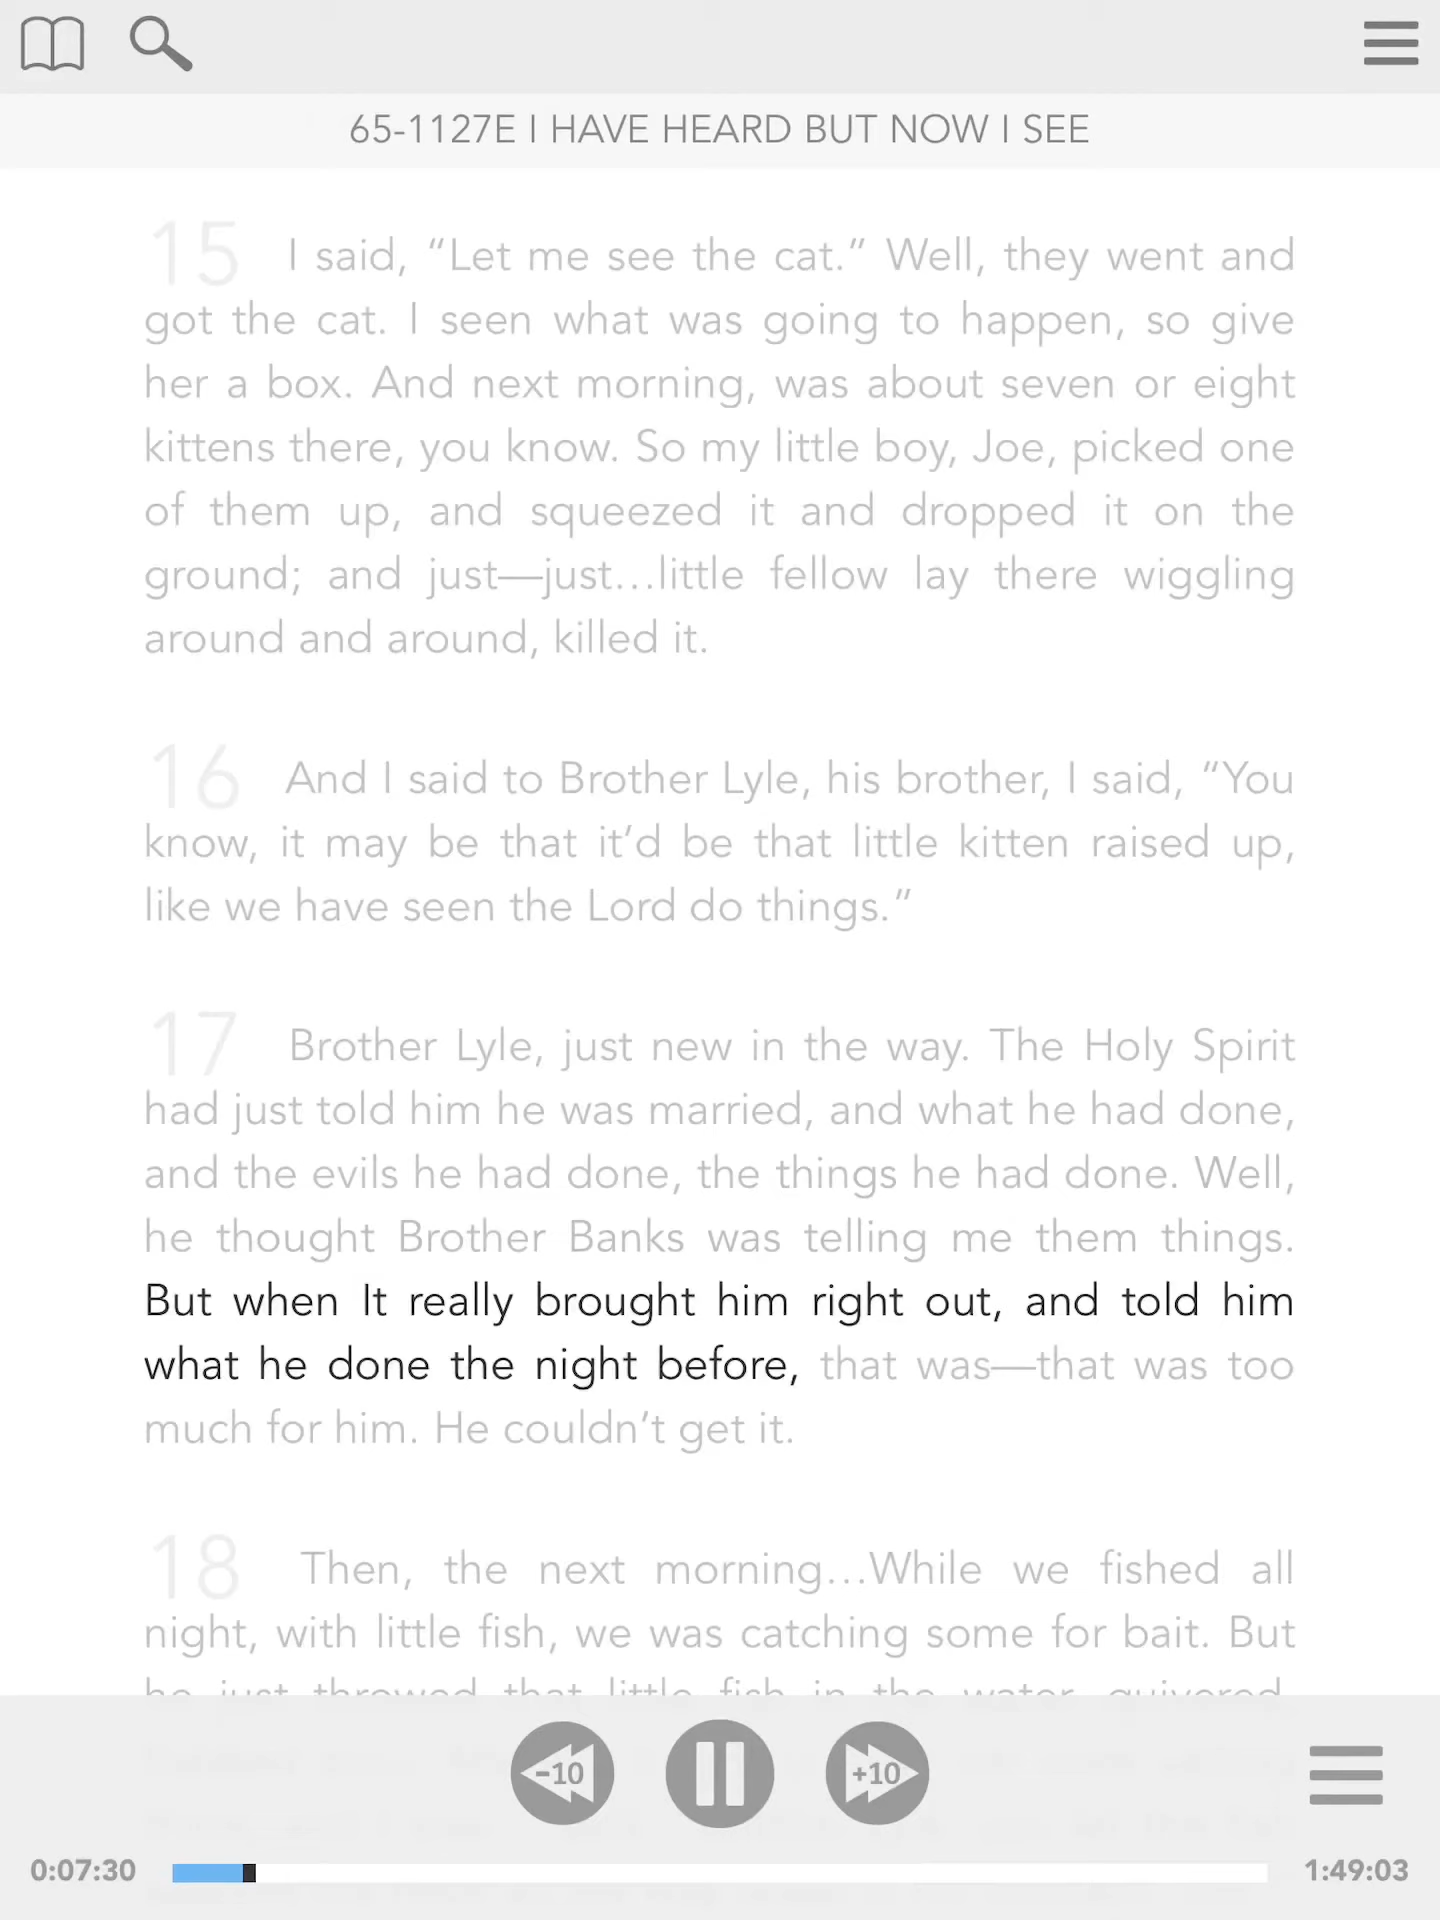 65-1127E I HAVE HEARD BUT NOW I SEE
15 I said, “Let me see the cat.” Well, they went and
got the cat. I seen what was going to happen, so give
her a box. And next morning, was about seven or eight
kittens there, you know. So my little boy, Joe, picked one
of them up, and squeezed it and dropped it on the
ground; and just—just…little fellow lay there wiggling
around and around, killed it.
16 And I said to Brother Lyle, his brother, I said, “You
know, it may be that it’d be that little kitten raised up,
like we have seen the Lord do things.”
17 Brother Lyle, just new in the way. The Holy Spirit
had just told him he was married, and what he had done,
and the evils he had done, the things he had done. Well,
he thought Brother Banks was telling me them things.
But when It really brought him right out, and told him
what he done the night before, that was—that was too
much for him. He couldn’t get it.
18 Then, the next morning…While we fished all
night, with little fish, we was catching some for bait. But
he just throwed that little fish in the water, quivered,
-10 +10
0:07:30 1:49:03